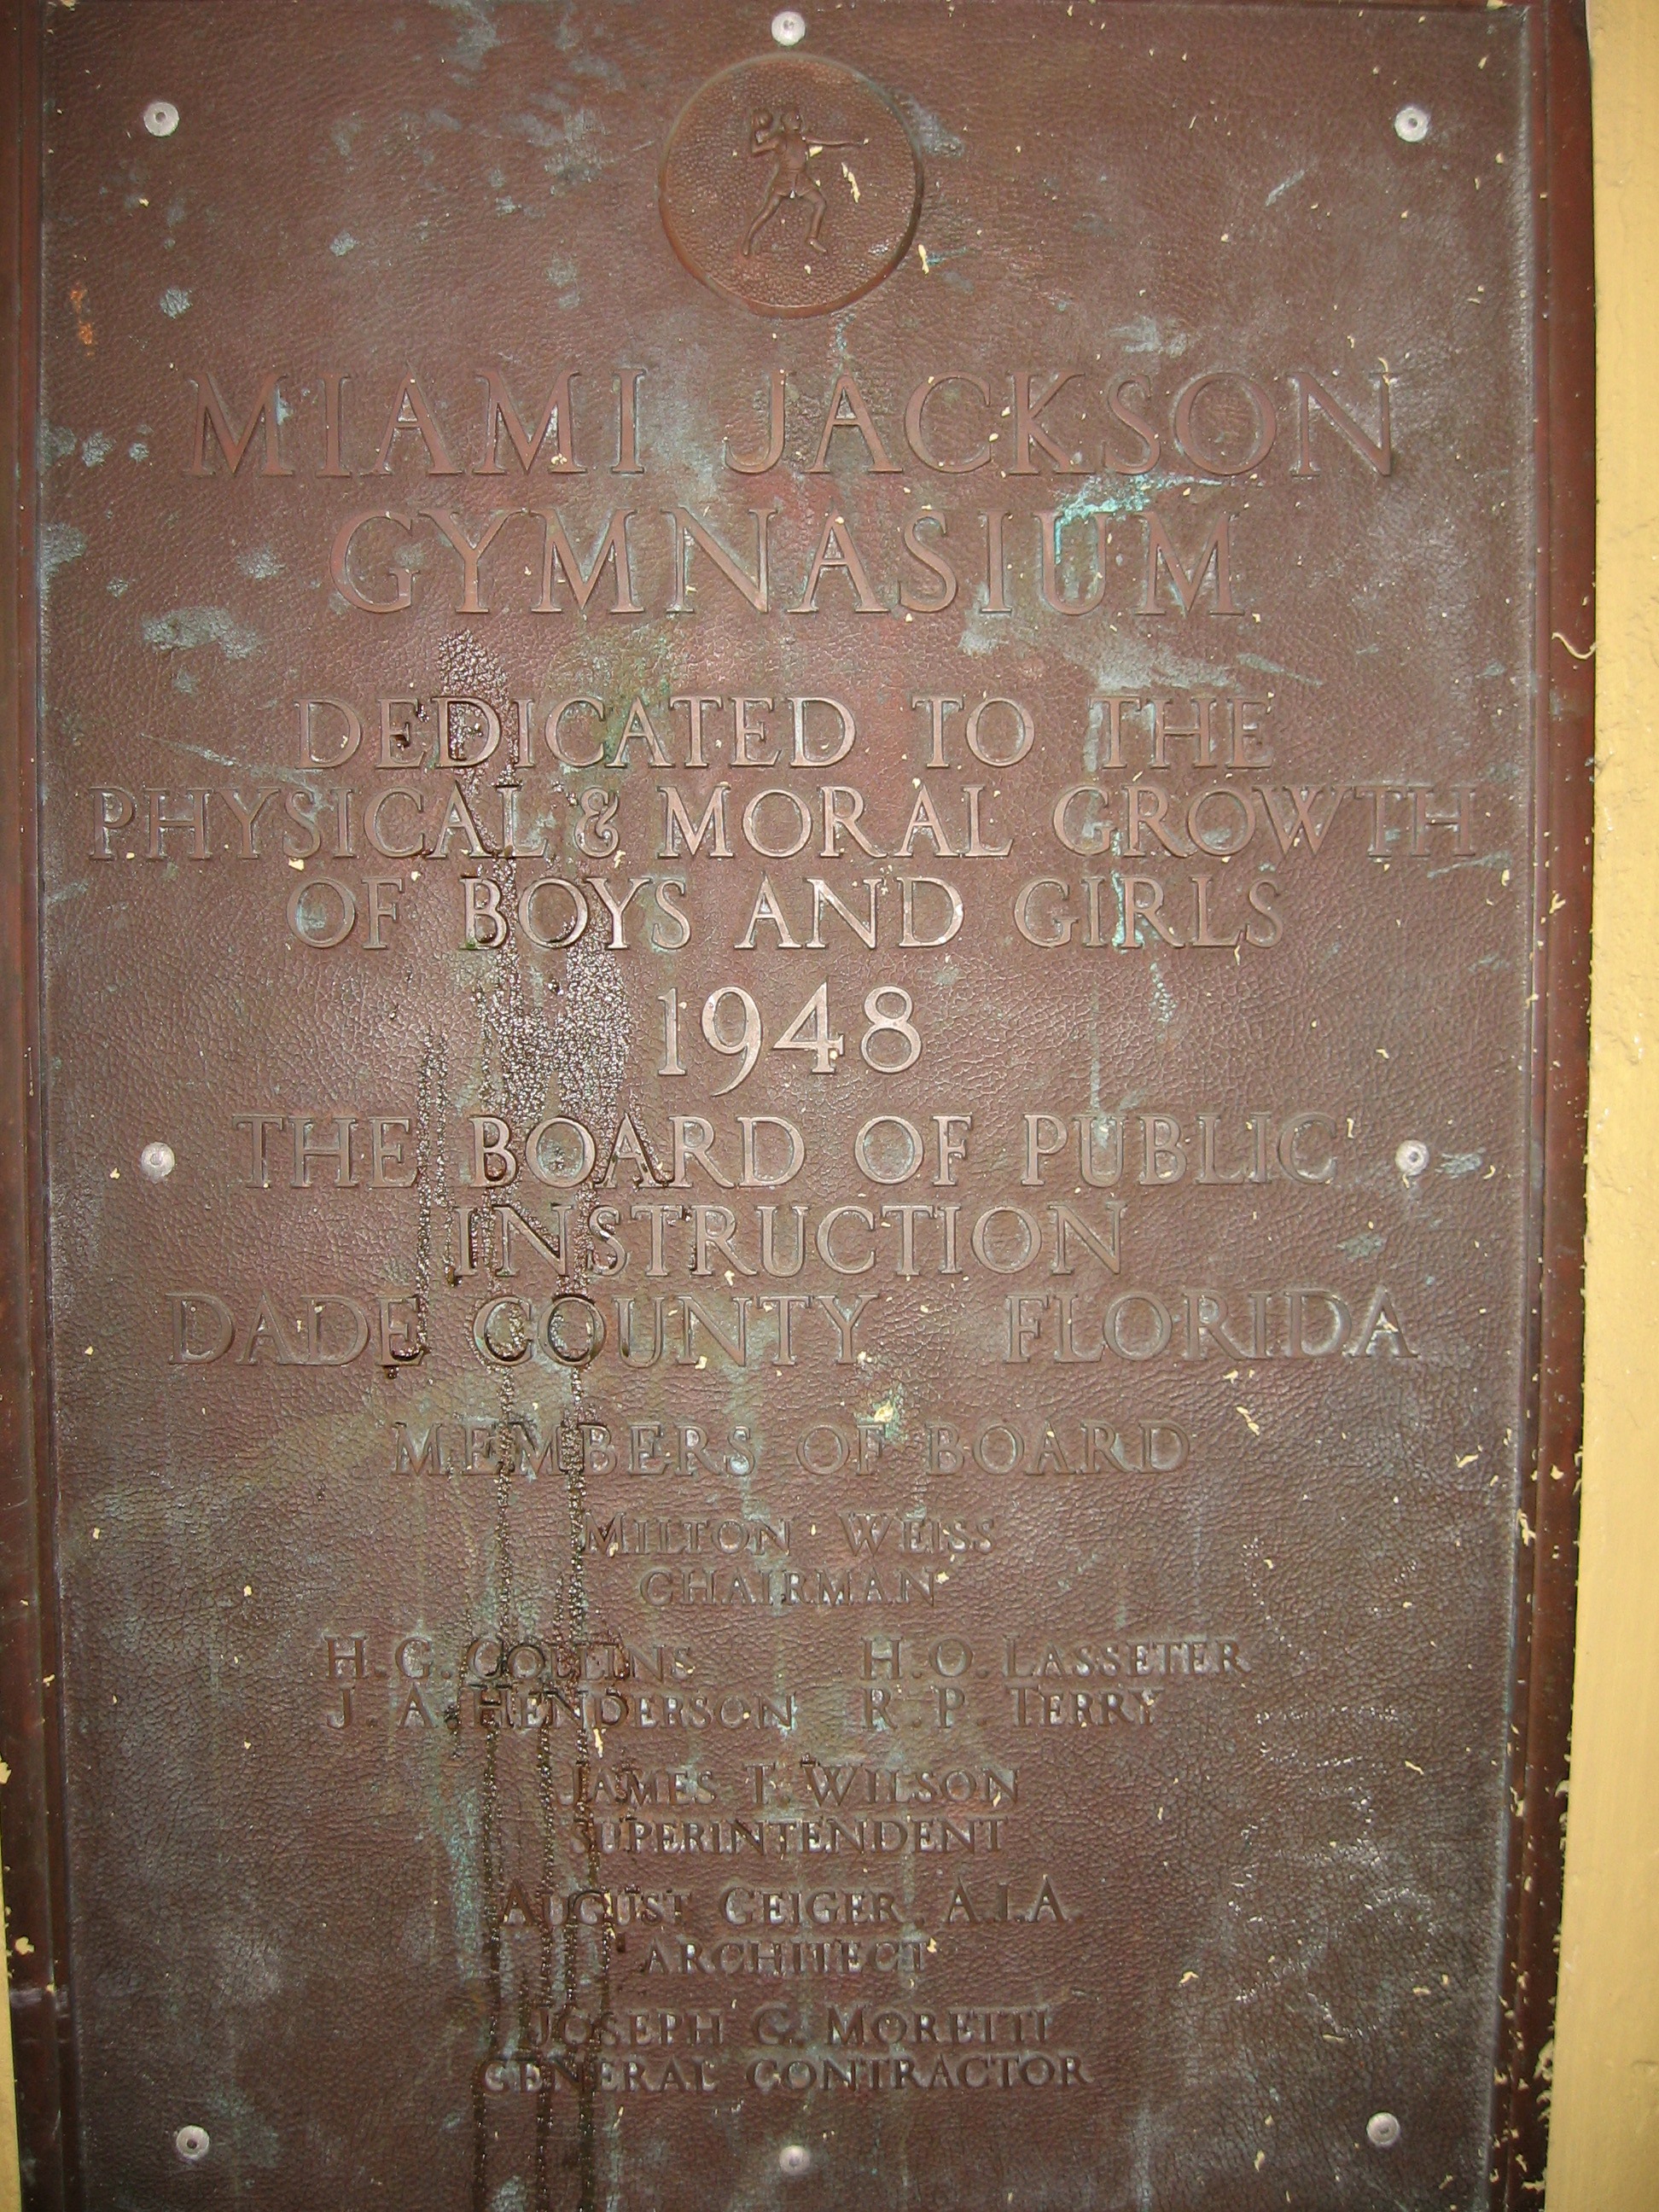 MIAMI JACKSON
GYMNASIUM
DEDICATED TO THE
PHYSICAL & MORAL GROWTH
OF BOYS AND GIRLS
1948
THE BOARD OF PUBLIC
INSTRUCTION
DADE COUNTY FLORIDA
MEMBERS OF BOARD
MILTON WEISS
CHAIRMAN
H. G. COLLINS H. O. LASSETER
J. A. HENDERSON R. P. TERRY
JAMES T. WILSON
SUPERINTENDENT
AUGUST GEIGER, A.I.A.
ARCHITECT
JOSEPH G. MORETTI
GENERAL CONTRACTOR